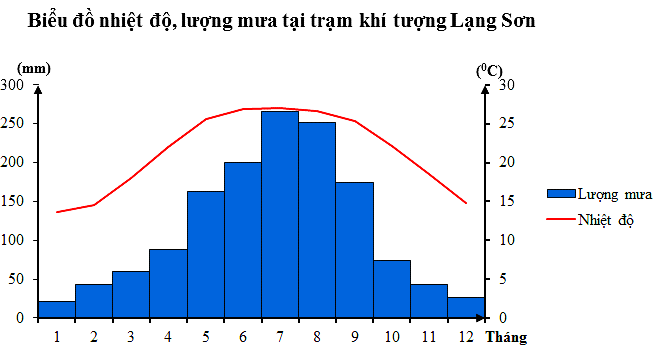 Biểu đồ nhiệt độ, lượng mưa tại trạm khí tượng Lạng Sơn
(mm)
(⁰C)
300
250
200
150
100
50
0
30
25
20
15
10
5
0
Lượng mưa
Nhiệt độ
1 2 3 4 5 6 7 8 9 10 11 12 Tháng